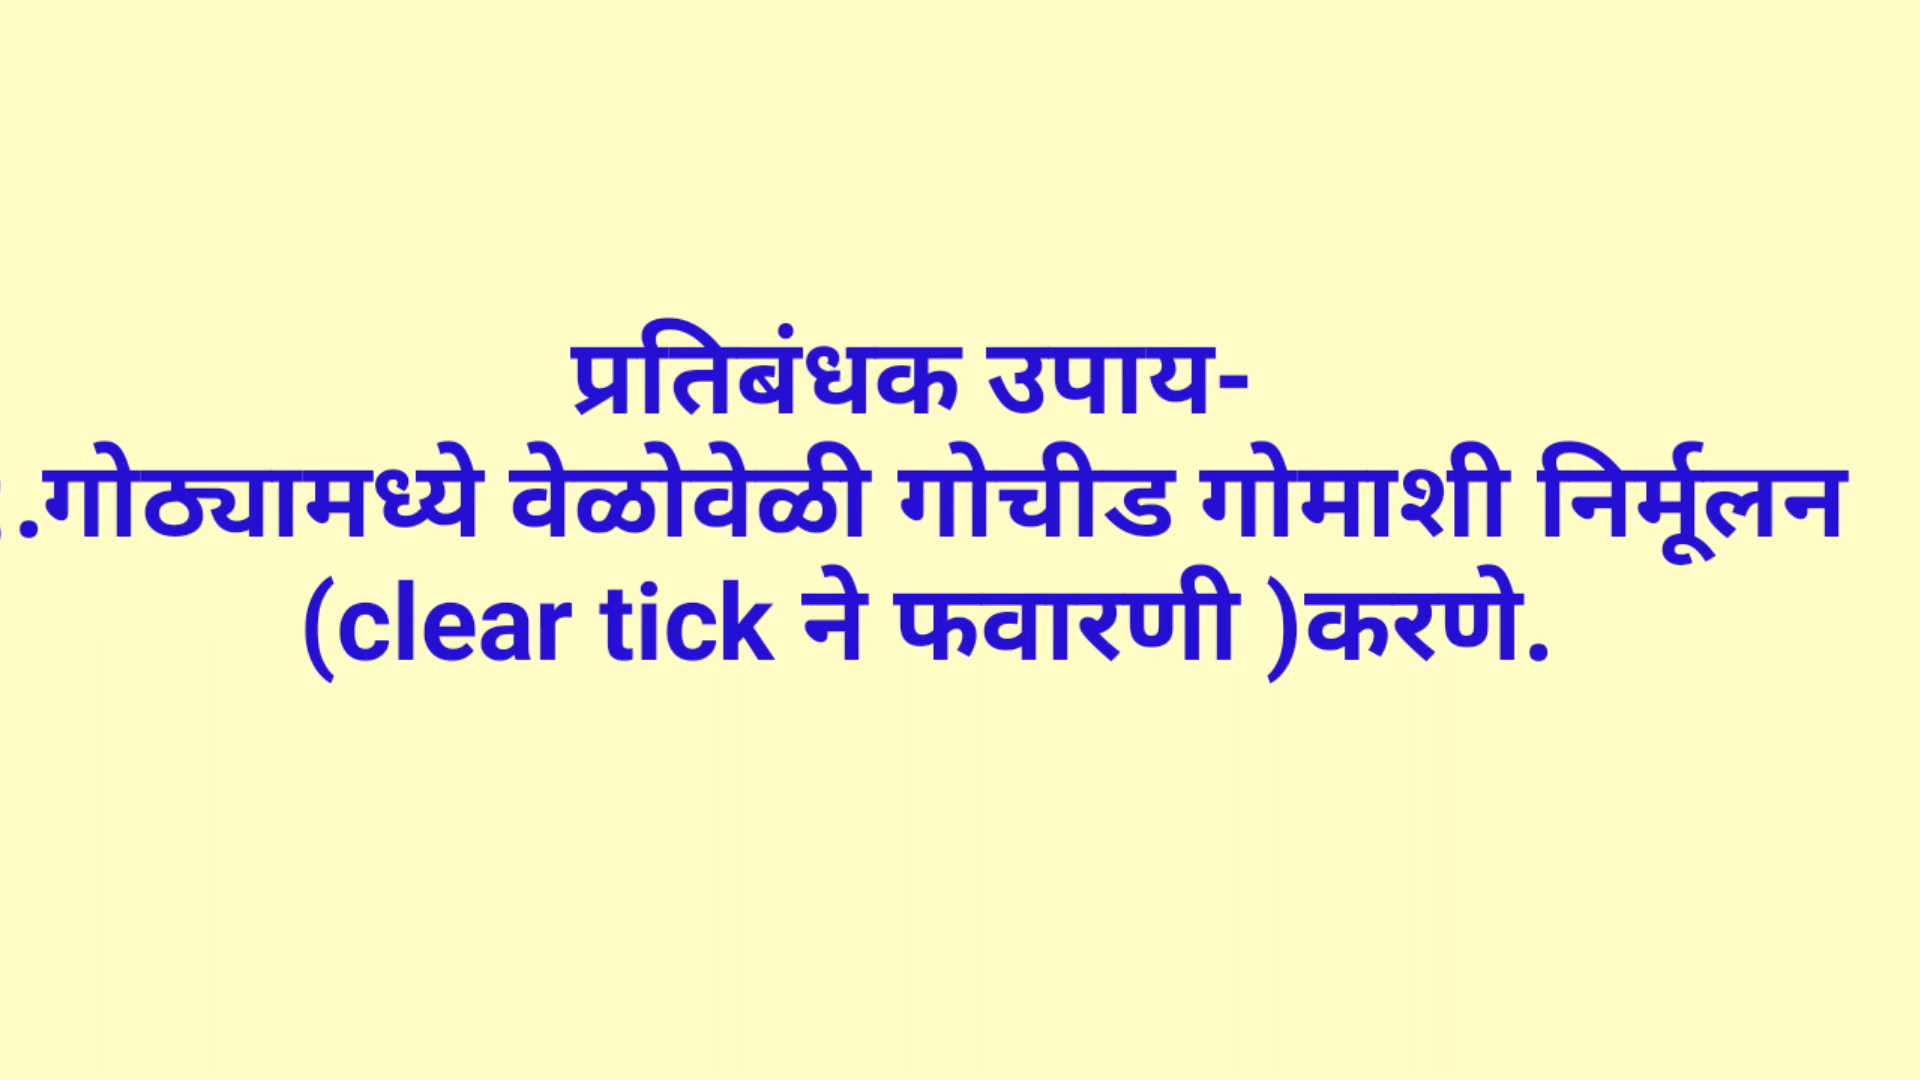 प्रतिबंधक उपाय-
.गोठ्यामध्ये वेळोवेळी गोचीड गोमाशी निर्मूलन
(clear tick ने फवारणी )करणे.